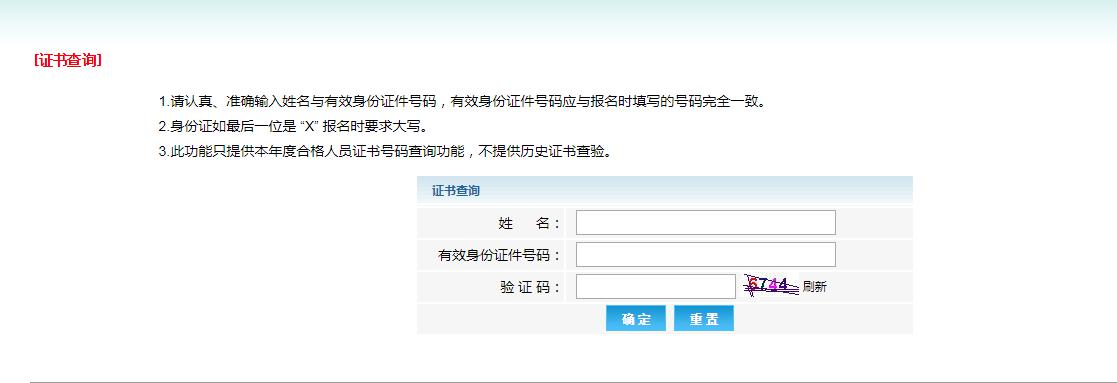 [证书查询]
1.请认真、准确输入姓名与有效身份证件号码，有效身份证件号码应与报名时填写的号码完全一致。
2.身份证如最后一位是 “X” 报名时要求大写。
3.此功能只提供本年度合格人员证书号码查询功能，不提供历史证书查验。
证书查询
姓 名：
有效身份证件号码：
验 证 码： 6744 刷新
确 定 重 置